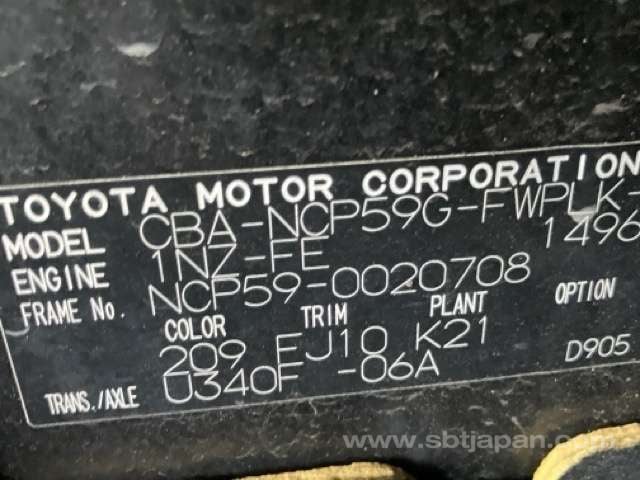 TOYOTA MOTOR CORPORATION
MODEL CBA-NCP59G-FWPLK-
ENGINE 1NZ-FE 1496
FRAME No. NCP59-0020708
COLOR TRIM PLANT OPTION
209 FJ10 K21
TRANS./AXLE U340F -06A D905
www.sbtjapan.com